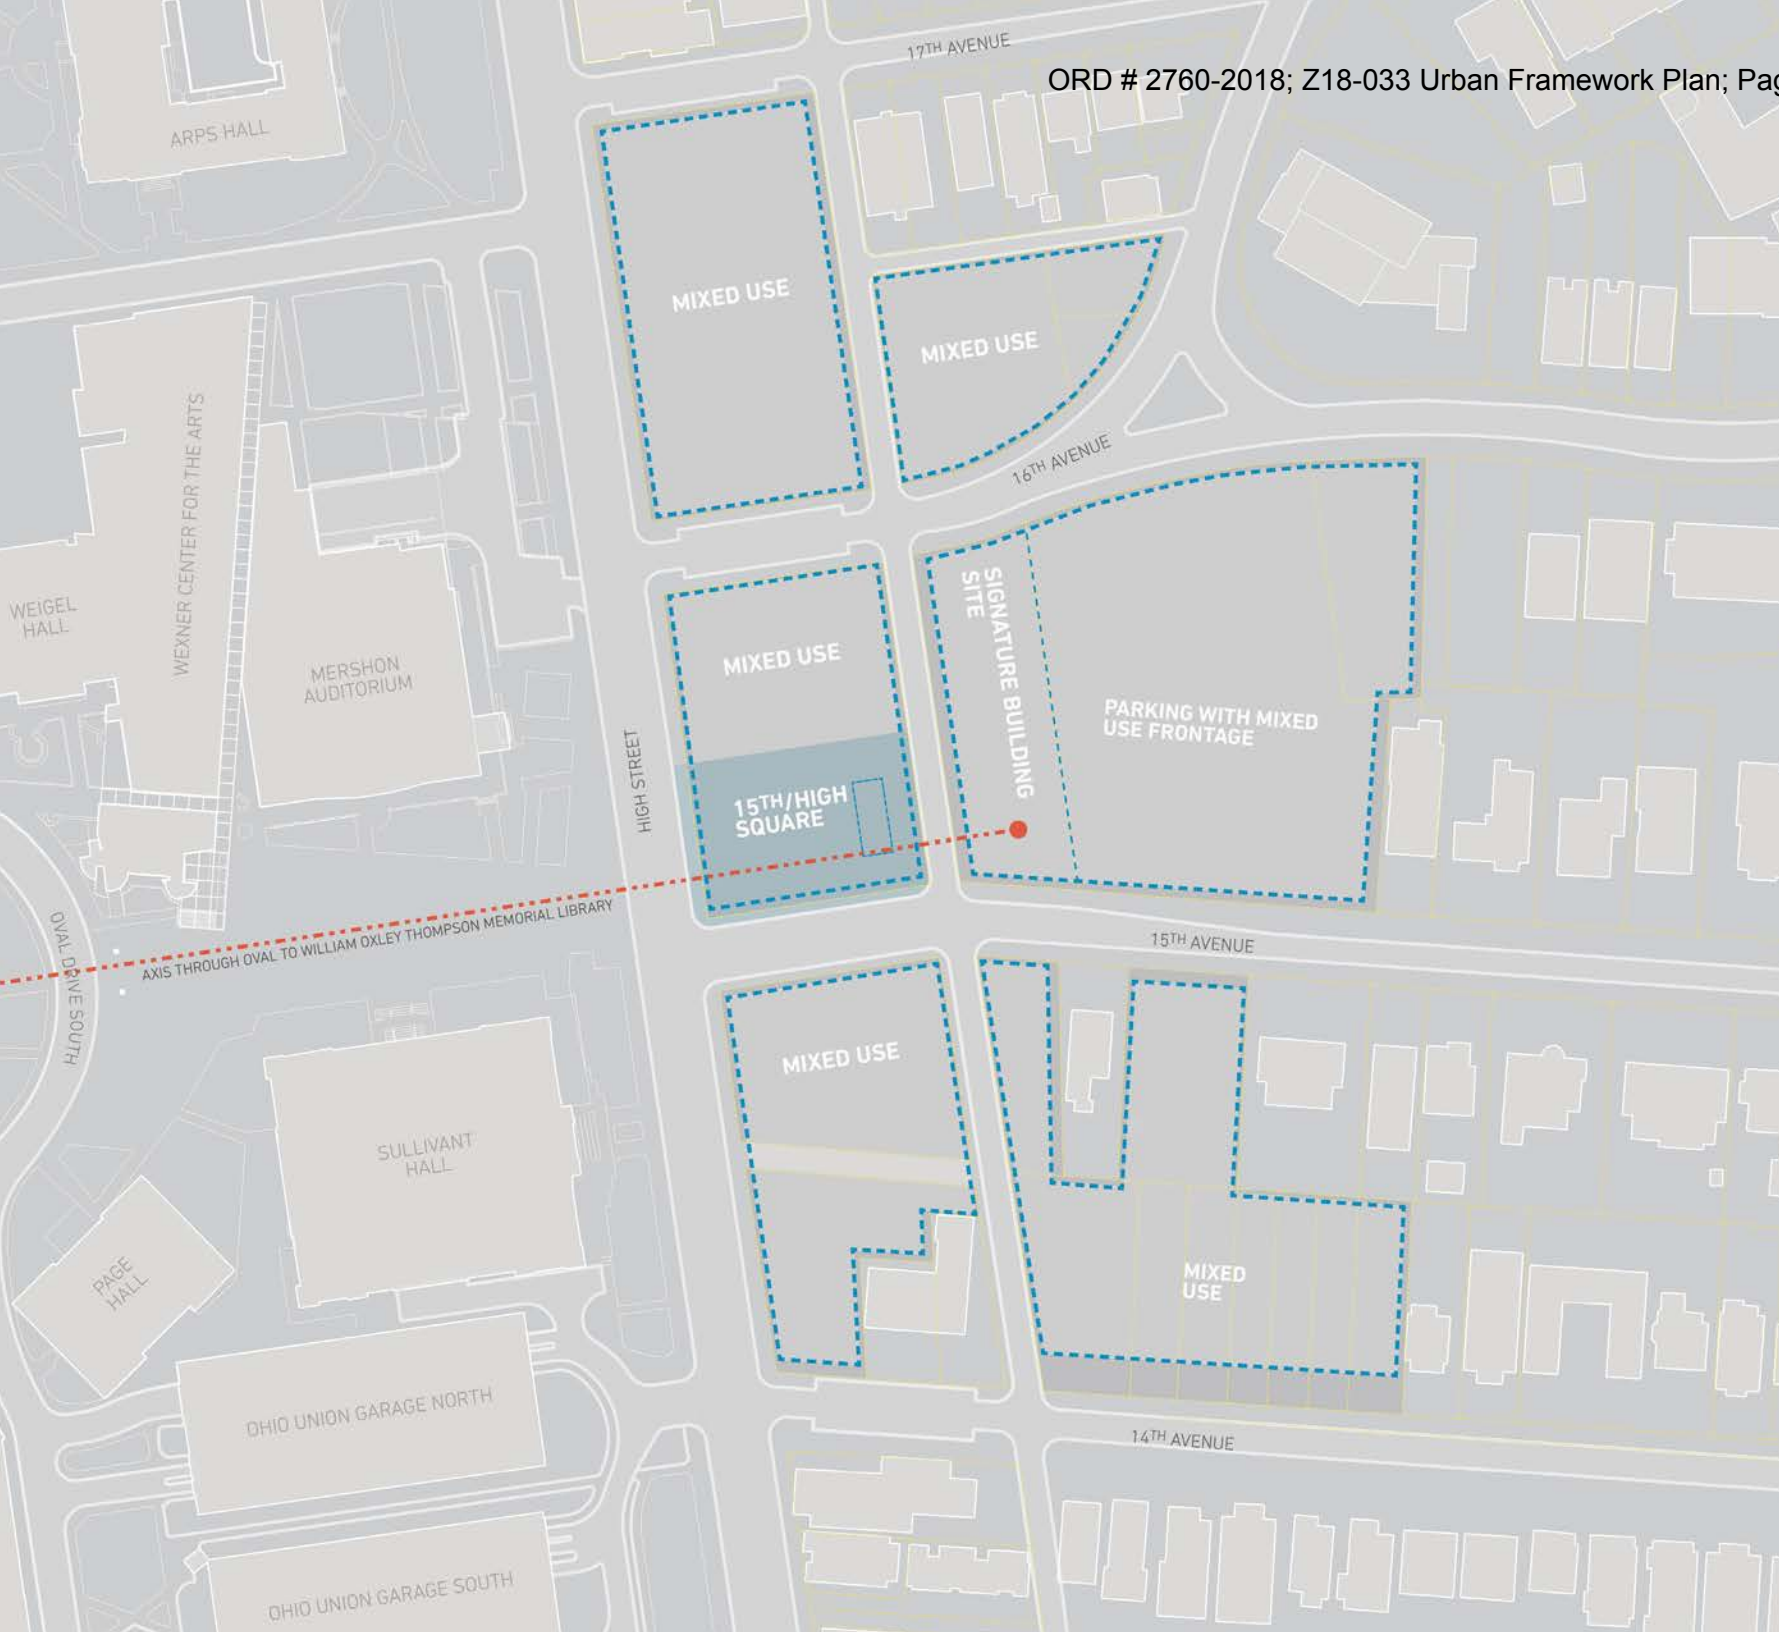 17TH AVENUE
ORD # 2760-2018; Z18-033 Urban Framework Plan; Pag
ARPS HALL
MIXED USE
MIXED USE
16TH AVENUE
WEXNER CENTER FOR THE ARTS
WEIGEL
HALL
MERSHON
AUDITORIUM
MIXED USE
SIGNATURE BUILDING
SITE
PARKING WITH MIXED
USE FRONTAGE
HIGH STREET
15TH/HIGH
SQUARE
AXIS THROUGH OVAL TO WILLIAM OXLEY THOMPSON MEMORIAL LIBRARY
OVAL DRIVE SOUTH
15TH AVENUE
MIXED USE
SULLIVANT
HALL
PAGE
HALL
MIXED
USE
OHIO UNION GARAGE NORTH
14TH AVENUE
OHIO UNION GARAGE SOUTH